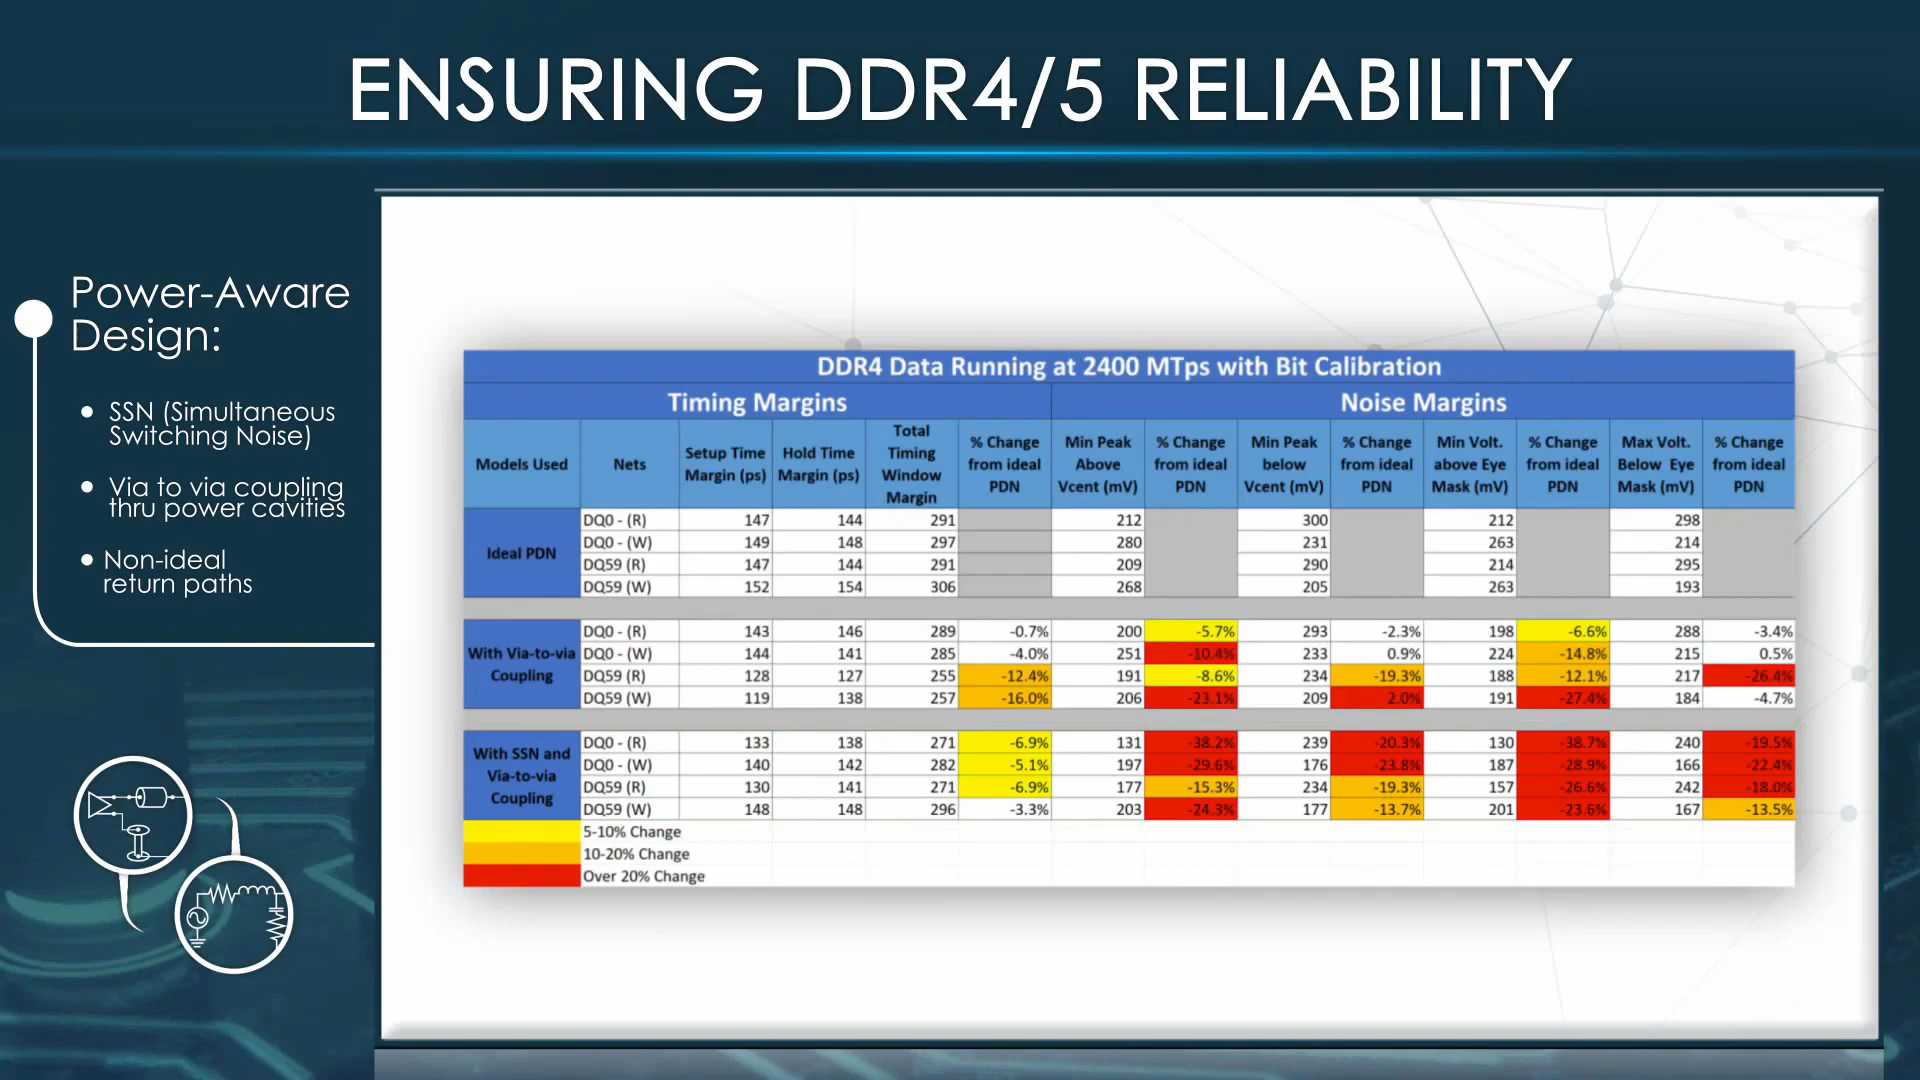 ENSURING DDR4/5 RELIABILITY
Power-Aware
Design:
SSN (Simultaneous
Switching Noise)
Via to via coupling
thru power cavities
Non-ideal
return paths
DDR4 Data Running at 2400 MTps with Bit Calibration
Timing Margins Noise Margins
Models Used Nets Setup Time Margin (ps) Hold Time Margin (ps) Total Timing Window Margin % Change from ideal PDN Min Peak Above Vcent (mV) % Change from ideal PDN Min Peak below Vcent (mV) % Change from ideal PDN Min Volt. above Eye Mask (mV) % Change from ideal PDN Max Volt. Below Eye Mask (mV) % Change from ideal PDN
Ideal PDN
DQ0 - (R) 147 144 291 212 300 212 298
DQ0 - (W) 149 148 297 280 231 263 214
DQ59 (R) 147 144 291 209 290 214 295
DQ59 (W) 152 154 306 268 205 263 193
With Via-to-via Coupling
DQ0 - (R) 143 146 289 -0.7% 200 -5.7% 293 -2.3% 198 -6.6% 288 -3.4%
DQ0 - (W) 144 141 285 -4.0% 251 -10.4% 233 0.9% 224 -14.8% 215 0.5%
DQ59 (R) 128 127 255 -12.4% 191 -8.6% 234 -19.3% 188 -12.1% 217 -26.4%
DQ59 (W) 119 138 257 -16.0% 206 -23.1% 209 2.0% 191 -27.4% 184 -4.7%
With SSN and Via-to-via Coupling
DQ0 - (R) 133 138 271 -6.9% 131 -38.2% 239 -20.3% 130 -38.7% 240 -19.5%
DQ0 - (W) 140 142 282 -5.1% 197 -29.6% 176 -23.8% 187 -28.9% 166 -22.4%
DQ59 (R) 130 141 271 -6.9% 177 -15.3% 234 -19.3% 157 -26.6% 242 -18.0%
DQ59 (W) 148 148 296 -3.3% 203 -24.3% 177 -13.7% 201 -23.6% 167 -13.5%
5-10% Change
10-20% Change
Over 20% Change